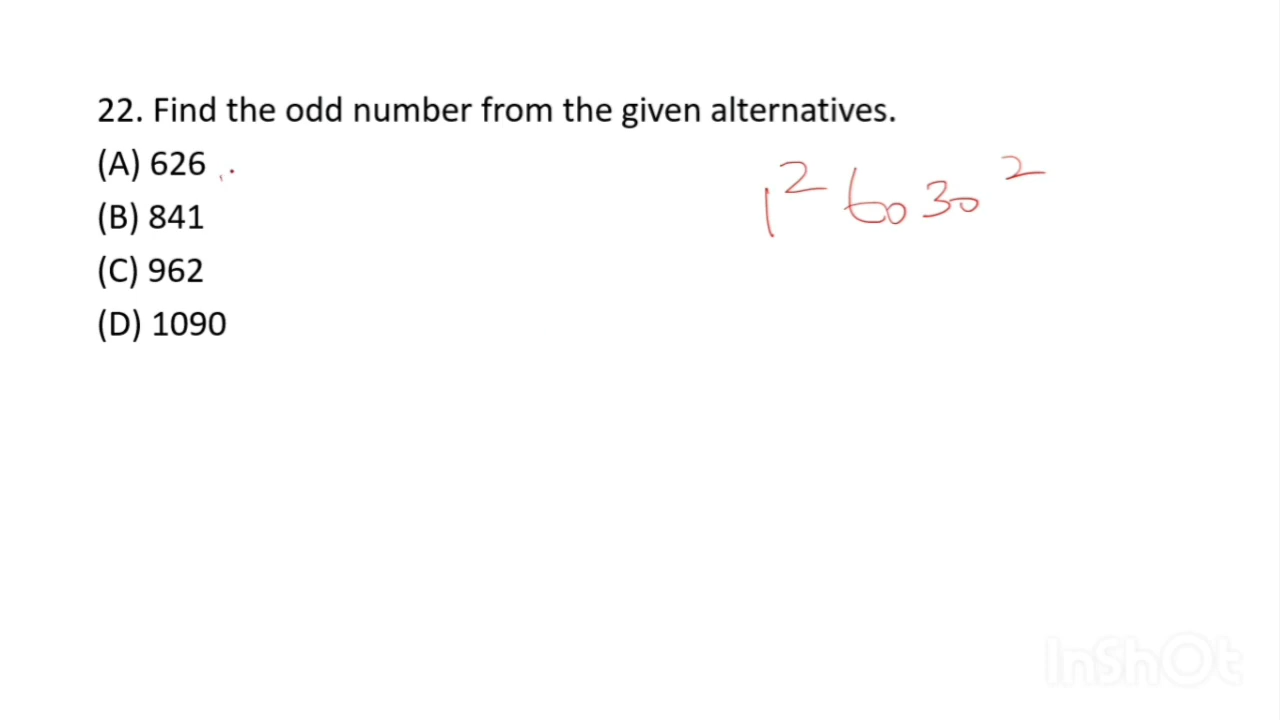 22. Find the odd number from the given alternatives.
(A) 626
1² to 30²
(B) 841
(C) 962
(D) 1090
InShOt